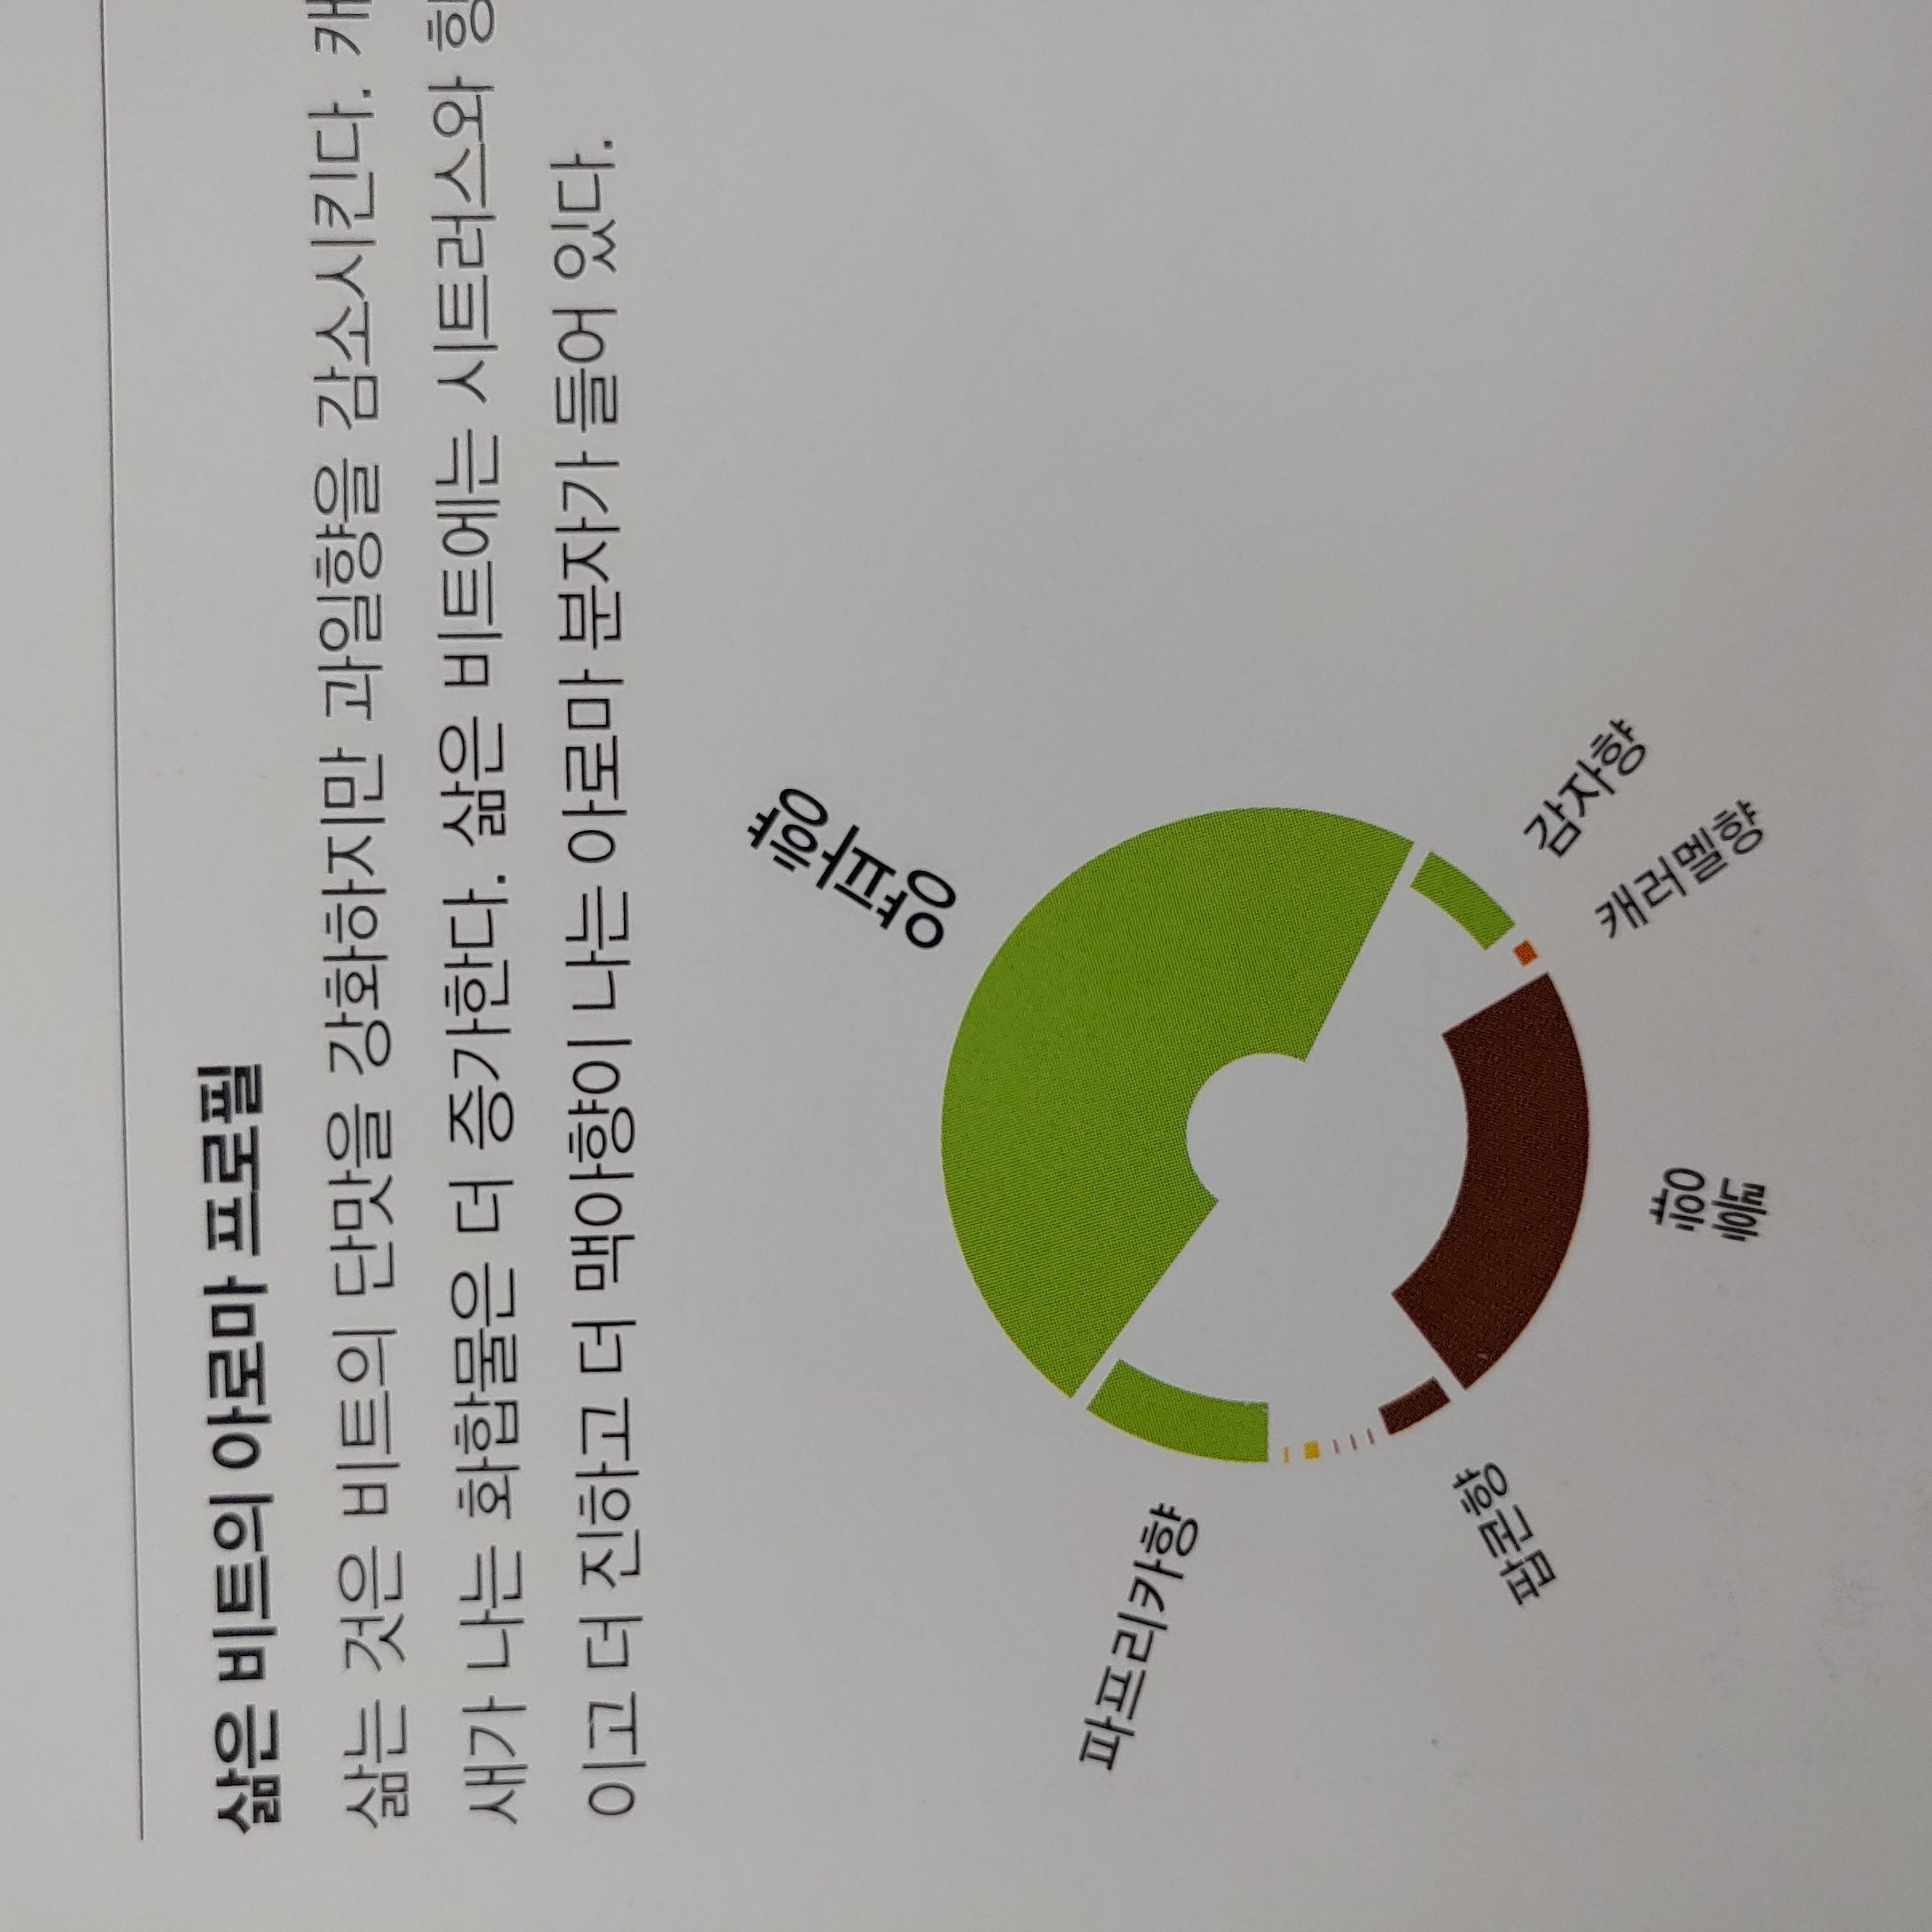 삶은 비트의 아로마 프로필
삶는 것은 비트의 단맛을 강화하지만 과일향을 감소시킨다.
새가 나는 화합물은 더 증가한다. 삶은 비트에는 시트러스와
이고 더 진하고 더 맥아향이 나는 아로마 분자가 들어 있다.
양파향
파프리카향
팝콘향
감자향
캐러멜향
흙향